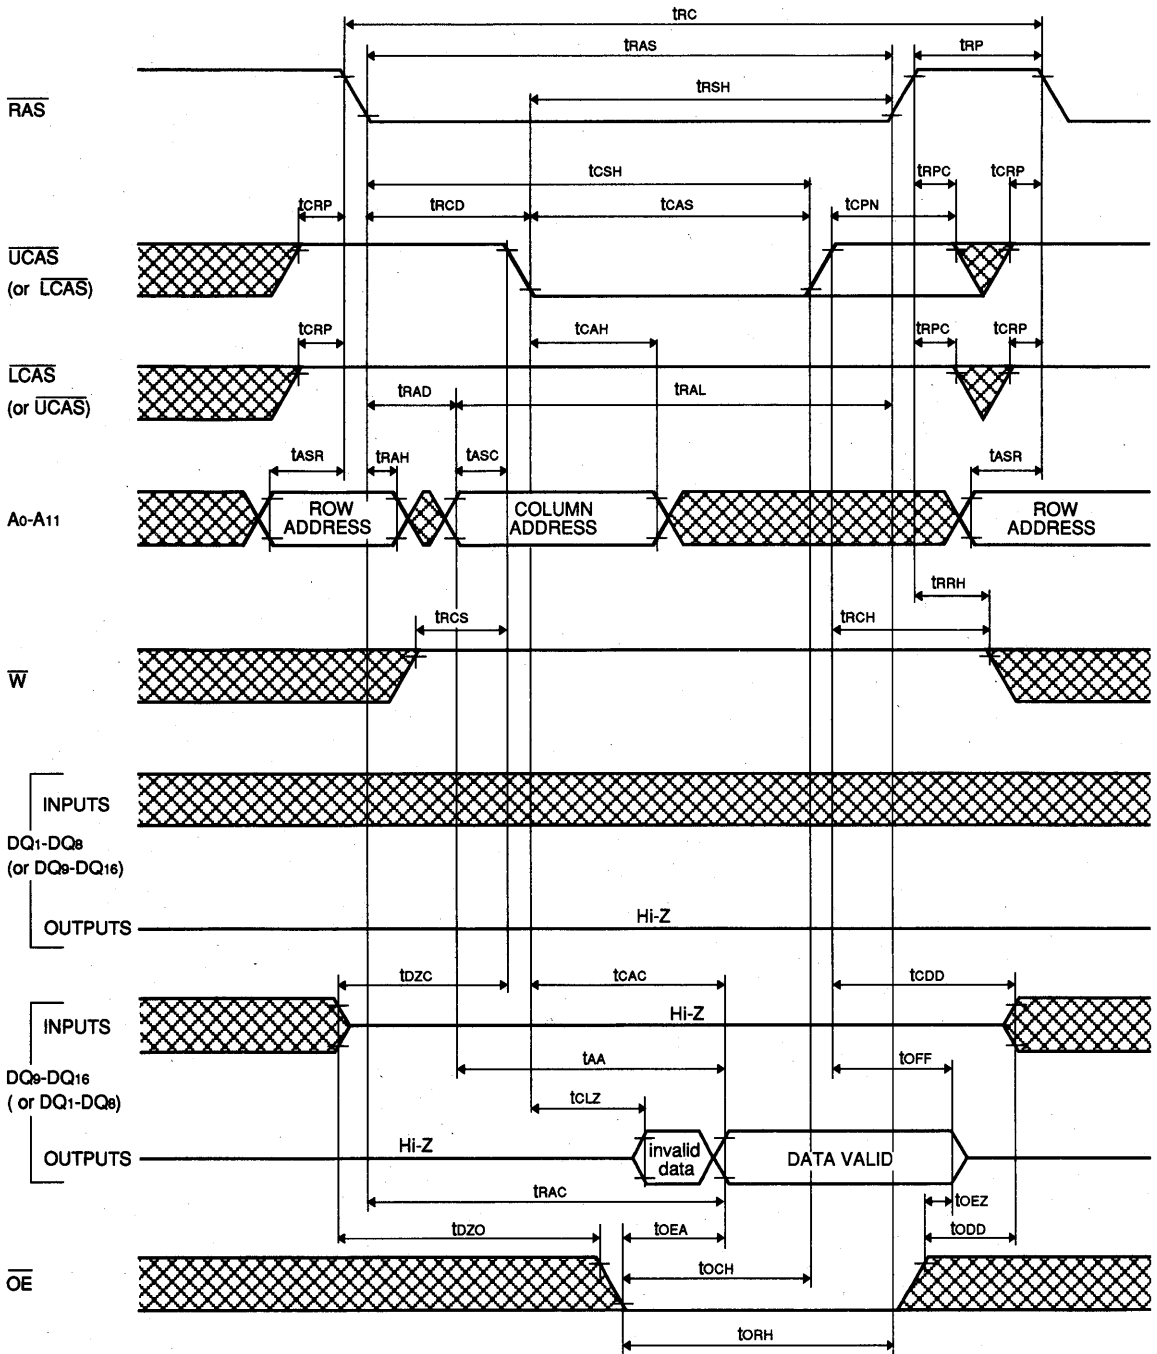 tRC
tRAS tRP
tRSH
RAS
tCSH tRPC tCRP
tCRP tRCD tCAS tCPN
UCAS
(or LCAS)
tCRP tCAH tRPC tCRP
LCAS
(or UCAS)
tRAD tRAL
tASR tRAH tASC tASR
A0-A11
ROW ADDRESS
COLUMN ADDRESS
ROW ADDRESS
tRRH
tRCS tRCH
W
INPUTS
DQ1-DQ8
(or DQ9-DQ16)
OUTPUTS
Hi-Z
tDZC tCAC tCDD
INPUTS
Hi-Z
tAA tOFF
DQ9-DQ16
( or DQ1-DQ8)
tCLZ
OUTPUTS
Hi-Z
invalid data
DATA VALID
tRAC tOEZ
tDZO tOEA tODD
OE
tOCH
tORH